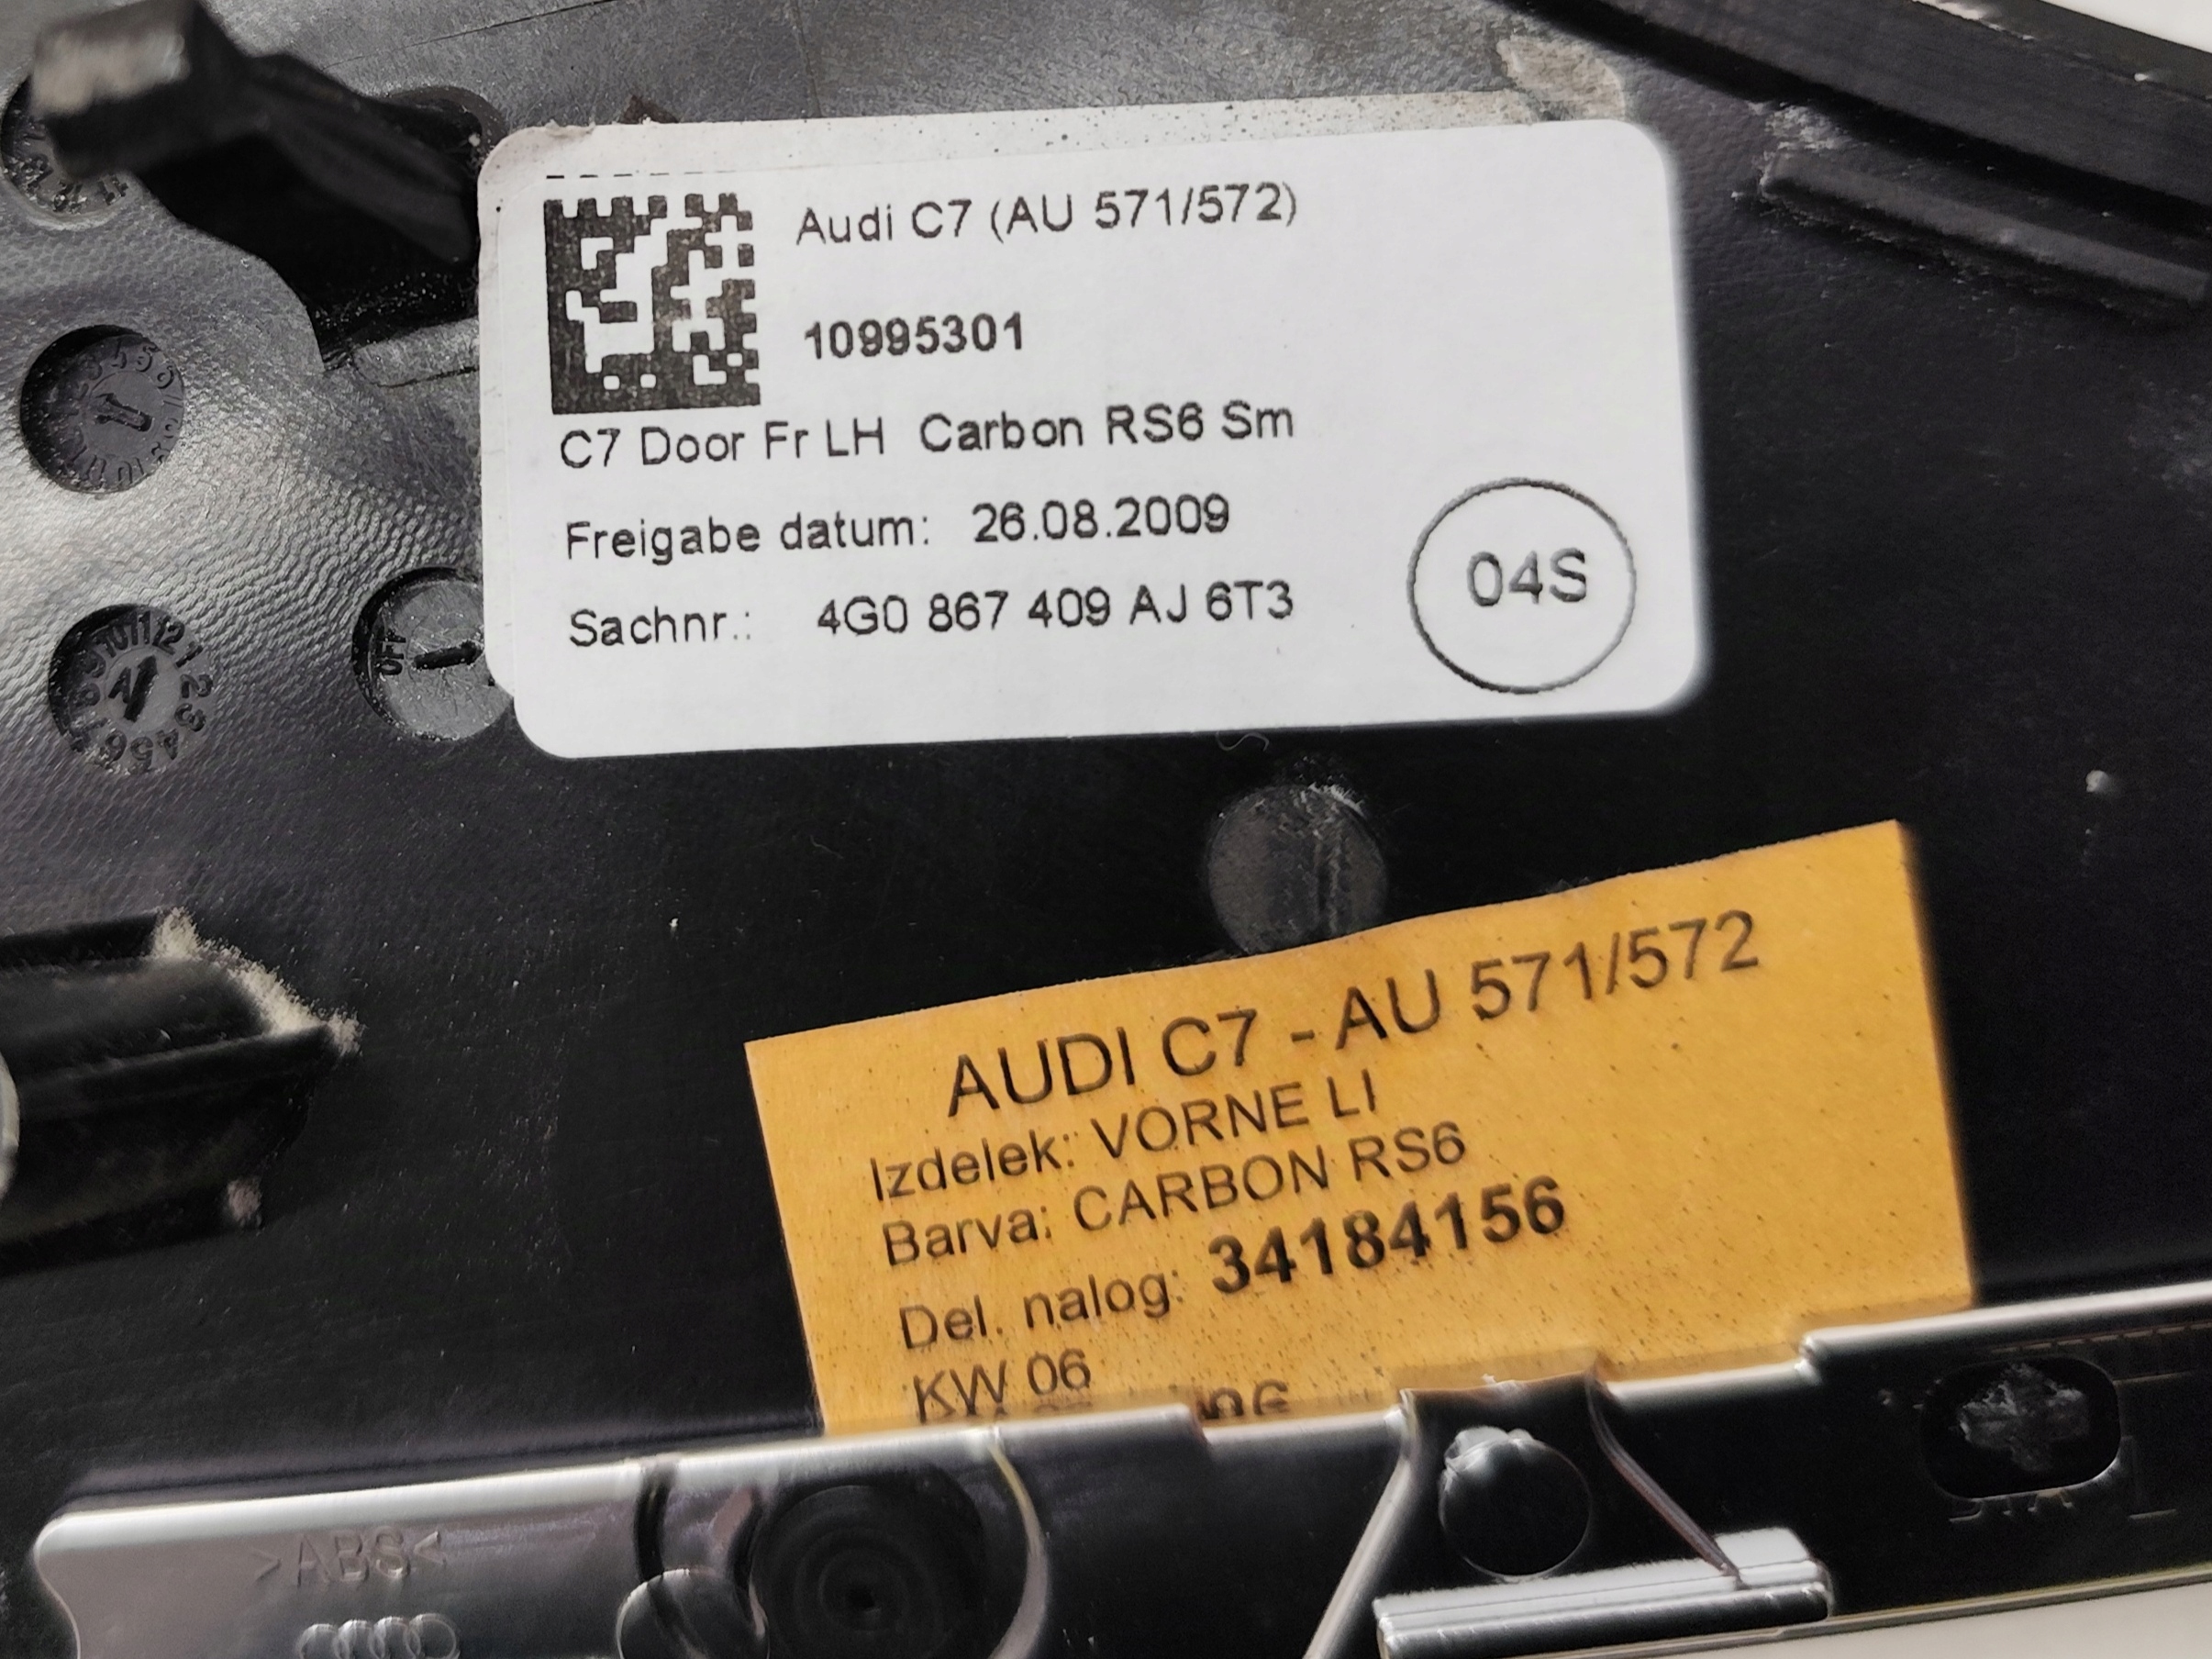 Audi C7 (AU 571/572)
10995301
C7 Door Fr LH Carbon RS6 Sm
Freigabe datum: 26.08.2009
Sachnr.: 4G0 867 409 AJ 6T3
04S
OFF
AUDI C7 - AU 571/572
Izdelek: VORNE LI
Barva: CARBON RS6
Del. nalog: 34184156
KW 06
>ABS<